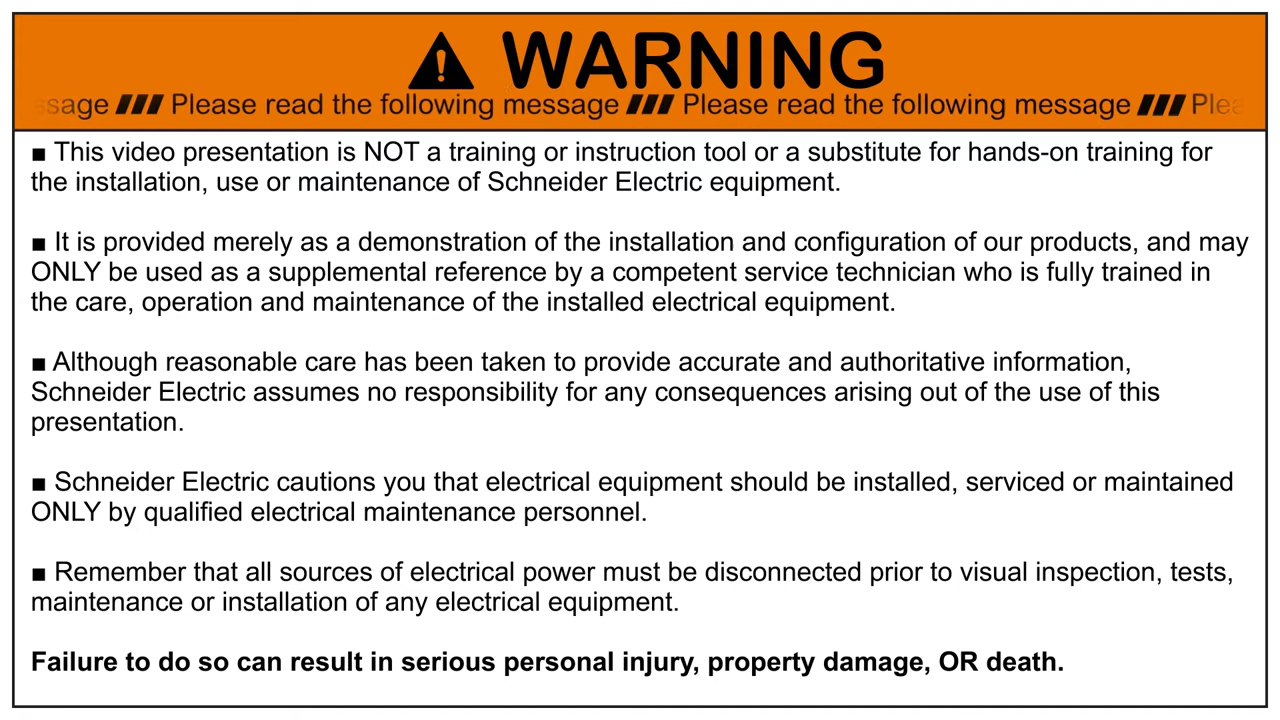 WARNING
ssage /// Please read the following message /// Please read the following message /// Plea
■ This video presentation is NOT a training or instruction tool or a substitute for hands-on training for
the installation, use or maintenance of Schneider Electric equipment.
■ It is provided merely as a demonstration of the installation and configuration of our products, and may
ONLY be used as a supplemental reference by a competent service technician who is fully trained in
the care, operation and maintenance of the installed electrical equipment.
■ Although reasonable care has been taken to provide accurate and authoritative information,
Schneider Electric assumes no responsibility for any consequences arising out of the use of this
presentation.
■ Schneider Electric cautions you that electrical equipment should be installed, serviced or maintained
ONLY by qualified electrical maintenance personnel.
■ Remember that all sources of electrical power must be disconnected prior to visual inspection, tests,
maintenance or installation of any electrical equipment.
Failure to do so can result in serious personal injury, property damage, OR death.